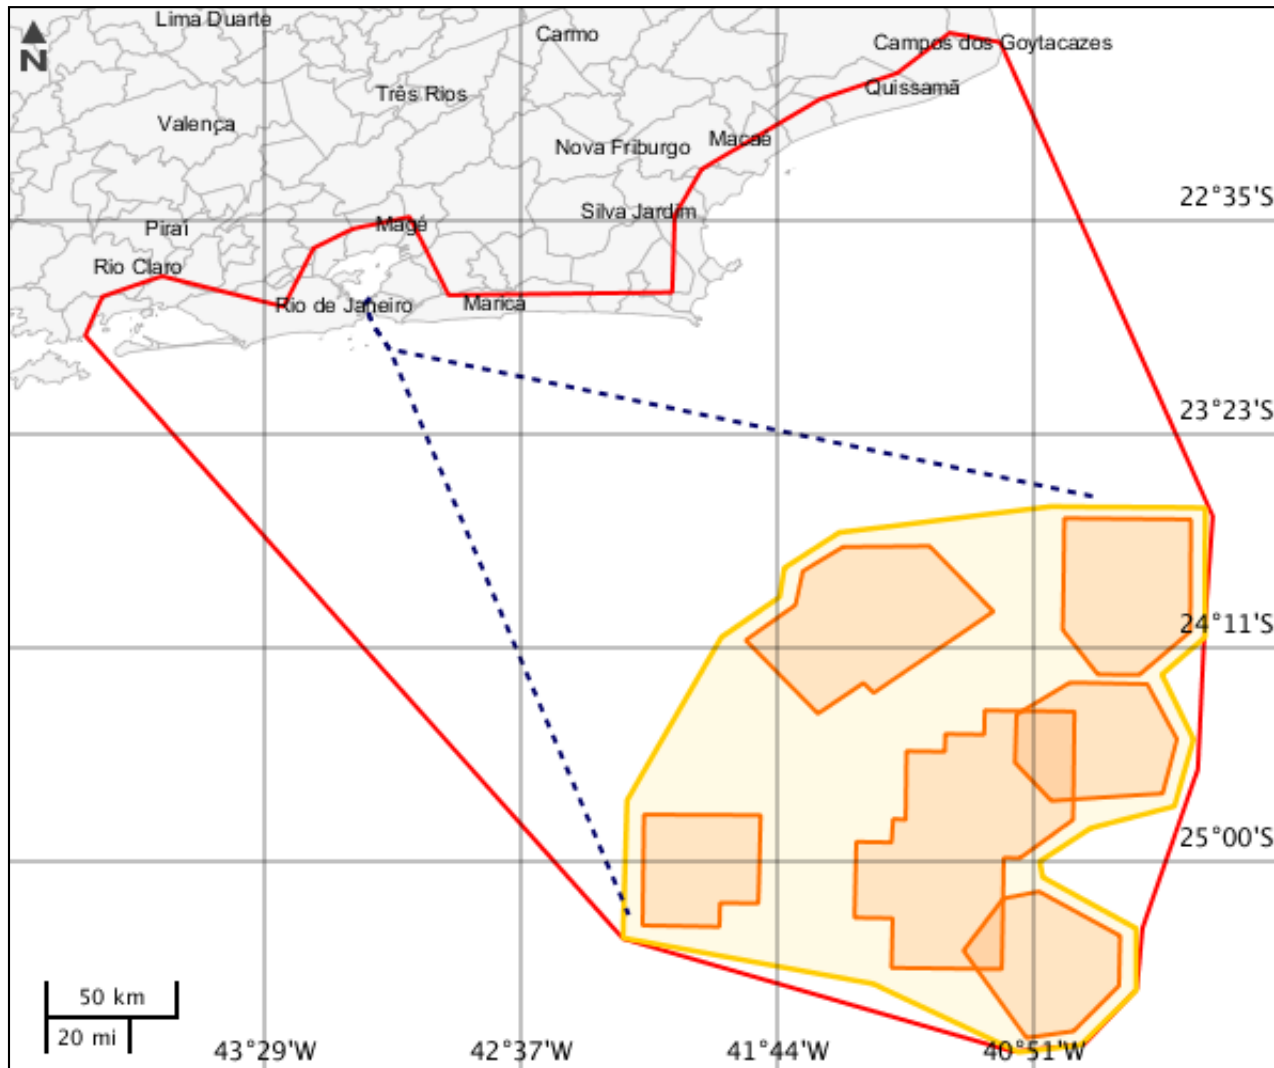 Lima Duarte
N
Carmo
Campos dos Goytacazes
Três Rios
Quissamã
Valença
Macaé
Nova Friburgo
22°35'S
Silva Jardim
Magé
Piraí
Rio Claro
Rio de Janeiro
Maricá
23°23'S
24°11'S
25°00'S
50 km
20 mi
43°29'W
42°37'W
41°44'W
40°51'W